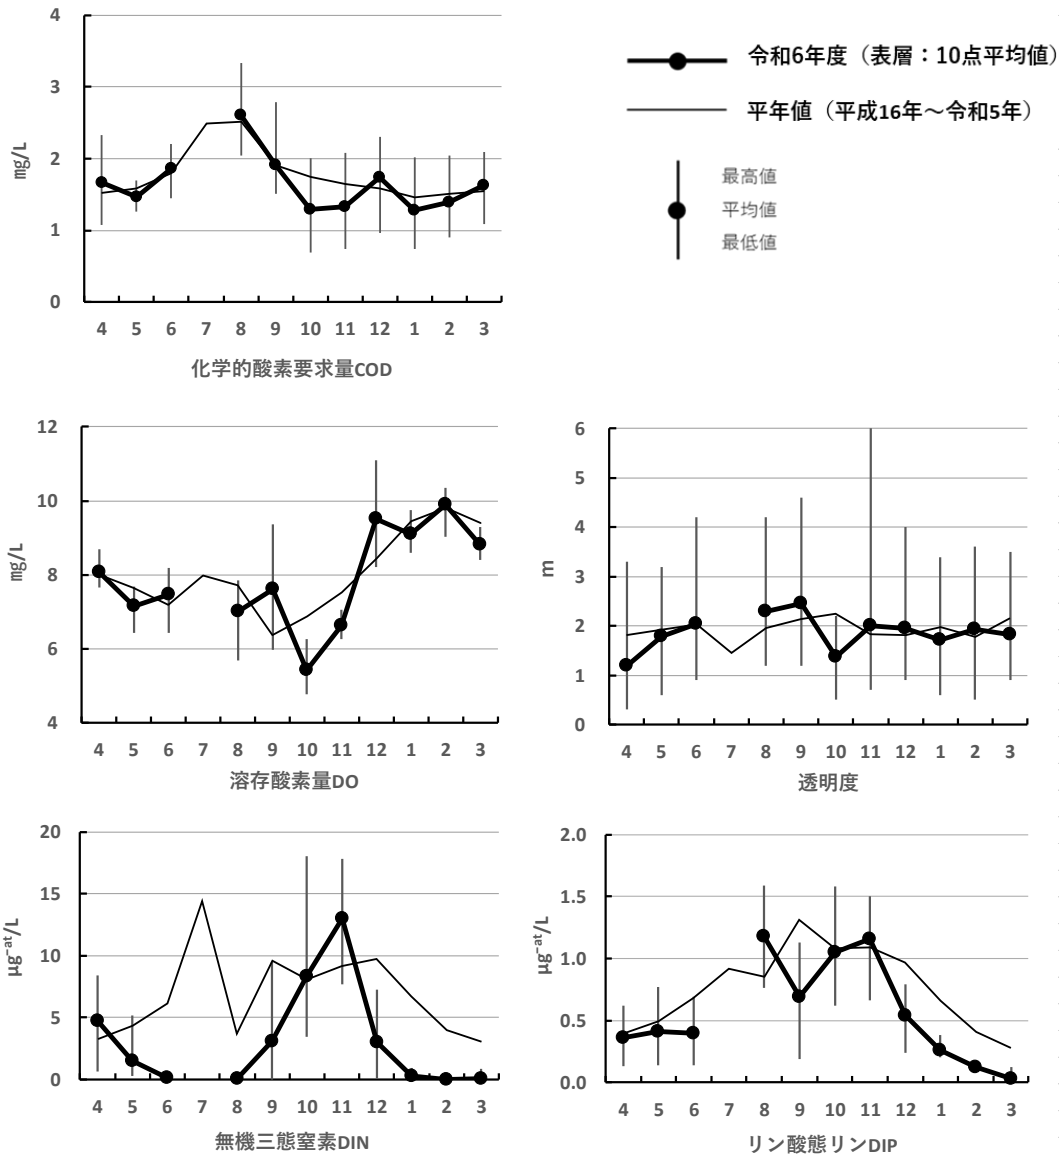 令和6年度（表層：10点平均値）
平年値（平成16年～令和5年）
最高値
平均値
最低値
4
3
2
1
0
mg/L
4 5 6 7 8 9 10 11 12 1 2 3
化学的酸素要求量COD
12
10
8
6
4
mg/L
4 5 6 7 8 9 10 11 12 1 2 3
溶存酸素量DO
6
5
4
3
2
1
0
m
4 5 6 7 8 9 10 11 12 1 2 3
透明度
20
15
10
5
0
μg⁻ᵃᵗ/L
4 5 6 7 8 9 10 11 12 1 2 3
無機三態窒素DIN
2.0
1.5
1.0
0.5
0.0
μg⁻ᵃᵗ/L
4 5 6 7 8 9 10 11 12 1 2 3
リン酸態リンDIP